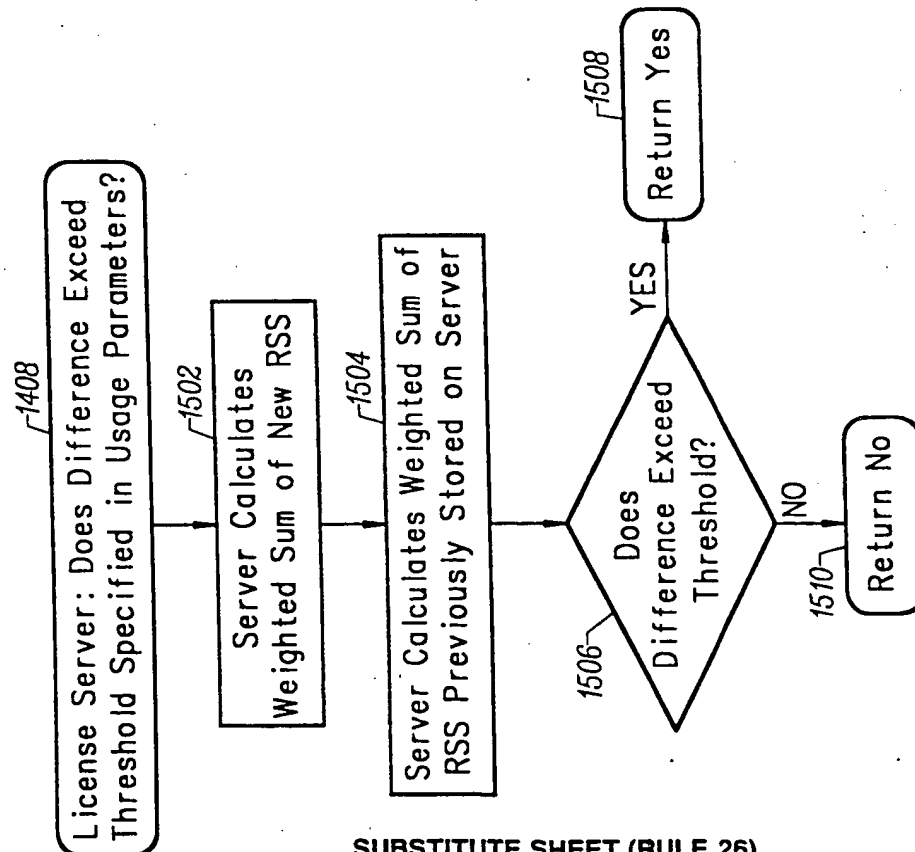 1408
License Server: Does Difference Exceed
Threshold Specified in Usage Parameters?
1502
Server Calculates
Weighted Sum of New RSS
1504
Server Calculates Weighted Sum of
RSS Previously Stored on Server
1506
Does
Difference Exceed
Threshold?
YES
1508
Return Yes
NO
1510
Return No
SUBSTITUTE SHEET (RULE 26)